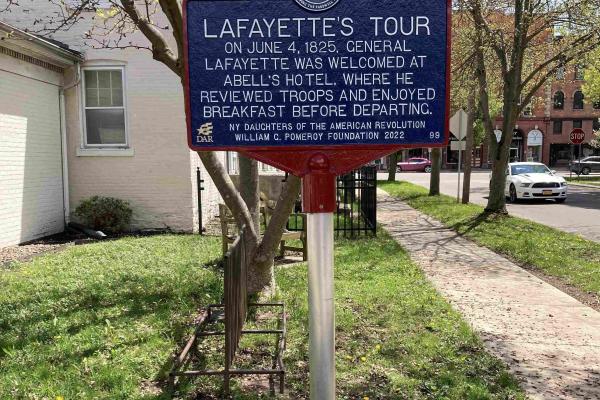 LAFAYETTE'S TOUR
ON JUNE 4, 1825, GENERAL
LAFAYETTE WAS WELCOMED AT
ABELL'S HOTEL, WHERE HE
REVIEWED TROOPS AND ENJOYED
BREAKFAST BEFORE DEPARTING.
NY DAUGHTERS OF THE AMERICAN REVOLUTION
WILLIAM G. POMEROY FOUNDATION 2022 99
DAR
STOP